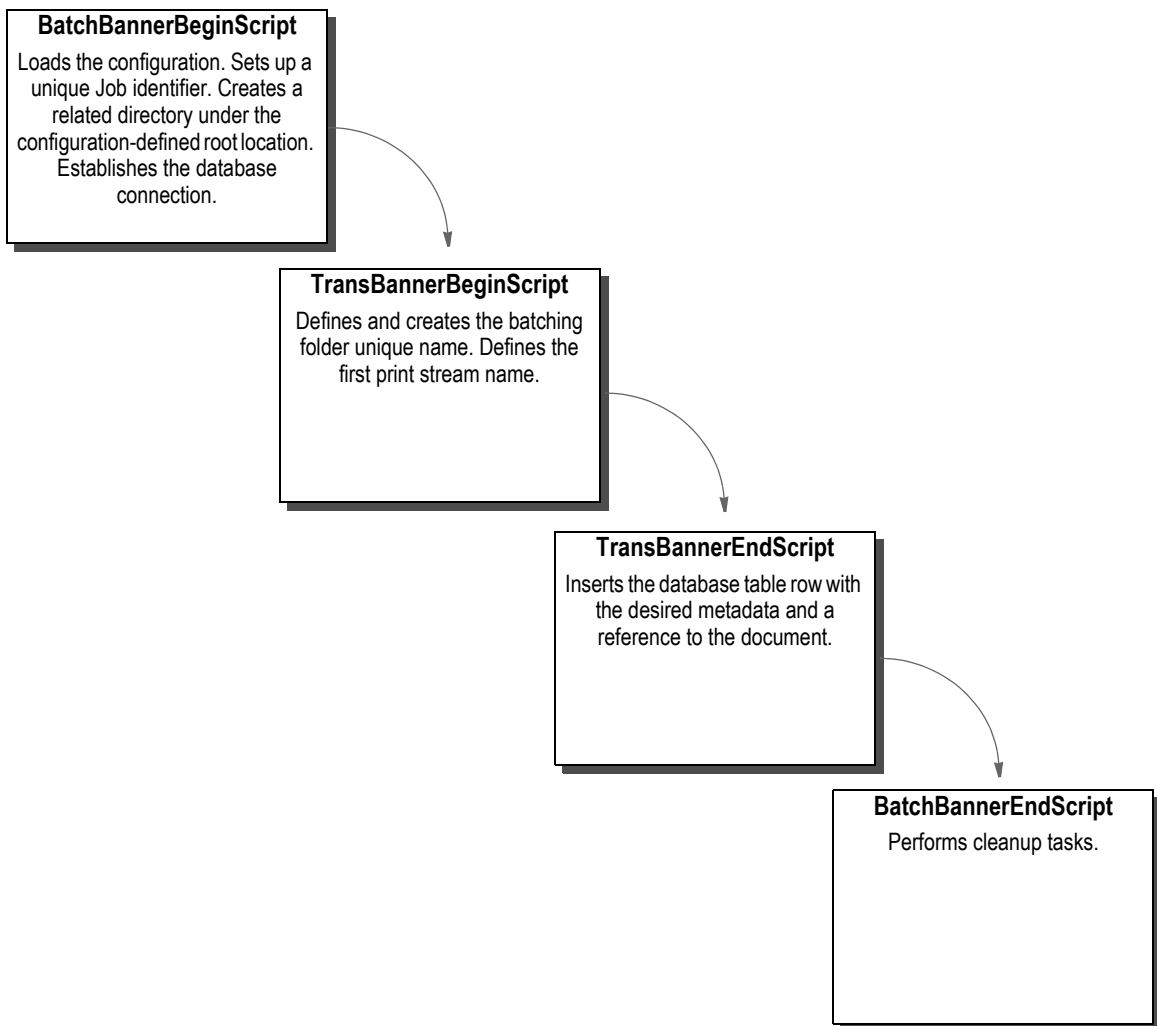 BatchBannerBeginScript
Loads the configuration. Sets up a
unique Job identifier. Creates a
related directory under the
configuration-defined root location.
Establishes the database
connection.
TransBannerBeginScript
Defines and creates the batching
folder unique name. Defines the
first print stream name.
TransBannerEndScript
Inserts the database table row with
the desired metadata and a
reference to the document.
BatchBannerEndScript
Performs cleanup tasks.